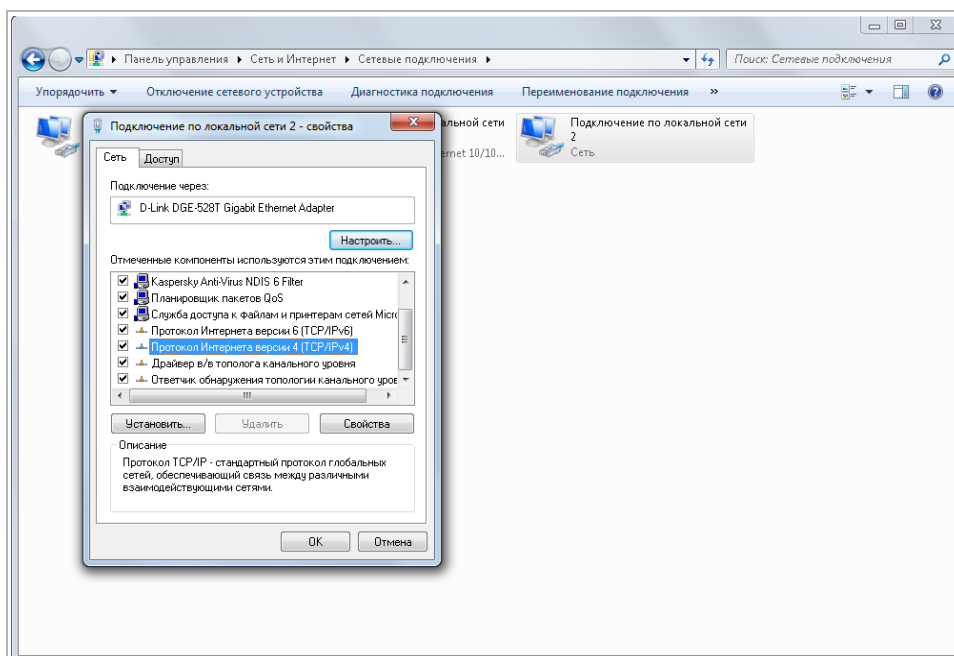 Панель управления ▸ Сеть и Интернет ▸ Сетевые подключения ▸
Поиск: Сетевые подключения
Упорядочить Отключение сетевого устройства Диагностика подключения Переименование подключения »
Подключение по локальной сети 2 - свойства
Сеть Доступ
Подключение через:
D-Link DGE-528T Gigabit Ethernet Adapter
Настроить...
Отмеченные компоненты используются этим подключением:
Kaspersky Anti-Virus NDIS 6 Filter
Планировщик пакетов QoS
Служба доступа к файлам и принтерам сетей Micro
Протокол Интернета версии 6 (TCP/IPv6)
Протокол Интернета версии 4 (TCP/IPv4)
Драйвер в/в тополога канального уровня
Ответчик обнаружения топологии канального уров
Установить... Удалить Свойства
Описание
Протокол TCP/IP - стандартный протокол глобальных
сетей, обеспечивающий связь между различными
взаимодействующими сетями.
OK Отмена
альной сети
ernet 10/10...
Подключение по локальной сети
2
Сеть